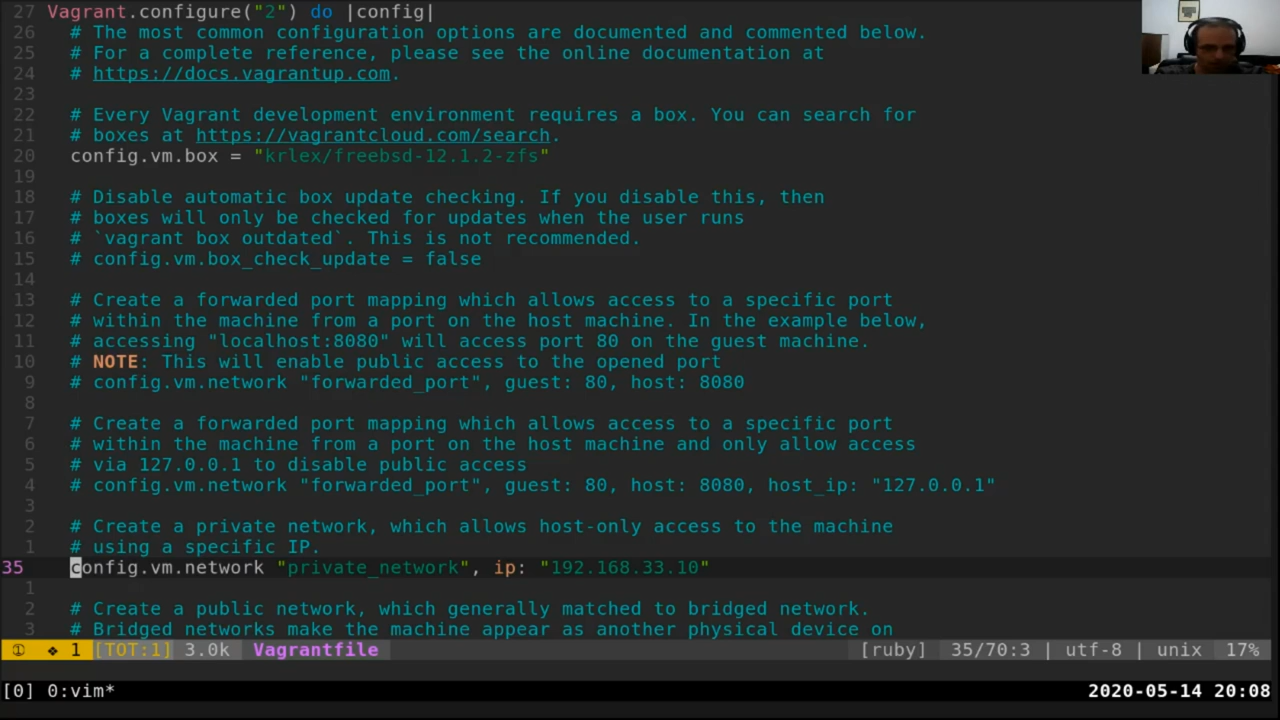 27 Vagrant.configure("2") do |config|
26 # The most common configuration options are documented and commented below.
25 # For a complete reference, please see the online documentation at
24 # https://docs.vagrantup.com.
23
22 # Every Vagrant development environment requires a box. You can search for
21 # boxes at https://vagrantcloud.com/search.
20 config.vm.box = "krlex/freebsd-12.1.2-zfs"
19
18 # Disable automatic box update checking. If you disable this, then
17 # boxes will only be checked for updates when the user runs
16 # `vagrant box outdated`. This is not recommended.
15 # config.vm.box_check_update = false
14
13 # Create a forwarded port mapping which allows access to a specific port
12 # within the machine from a port on the host machine. In the example below,
11 # accessing "localhost:8080" will access port 80 on the guest machine.
10 # NOTE: This will enable public access to the opened port
9 # config.vm.network "forwarded_port", guest: 80, host: 8080
8
7 # Create a forwarded port mapping which allows access to a specific port
6 # within the machine from a port on the host machine and only allow access
5 # via 127.0.0.1 to disable public access
4 # config.vm.network "forwarded_port", guest: 80, host: 8080, host_ip: "127.0.0.1"
3
2 # Create a private network, which allows host-only access to the machine
1 # using a specific IP.
35 config.vm.network "private_network", ip: "192.168.33.10"
1
2 # Create a public network, which generally matched to bridged network.
3 # Bridged networks make the machine appear as another physical device on
① ❖ 1 [TOT:1] 3.0k Vagrantfile [ruby] 35/70:3 | utf-8 | unix 17%
[0] 0:vim* 2020-05-14 20:08